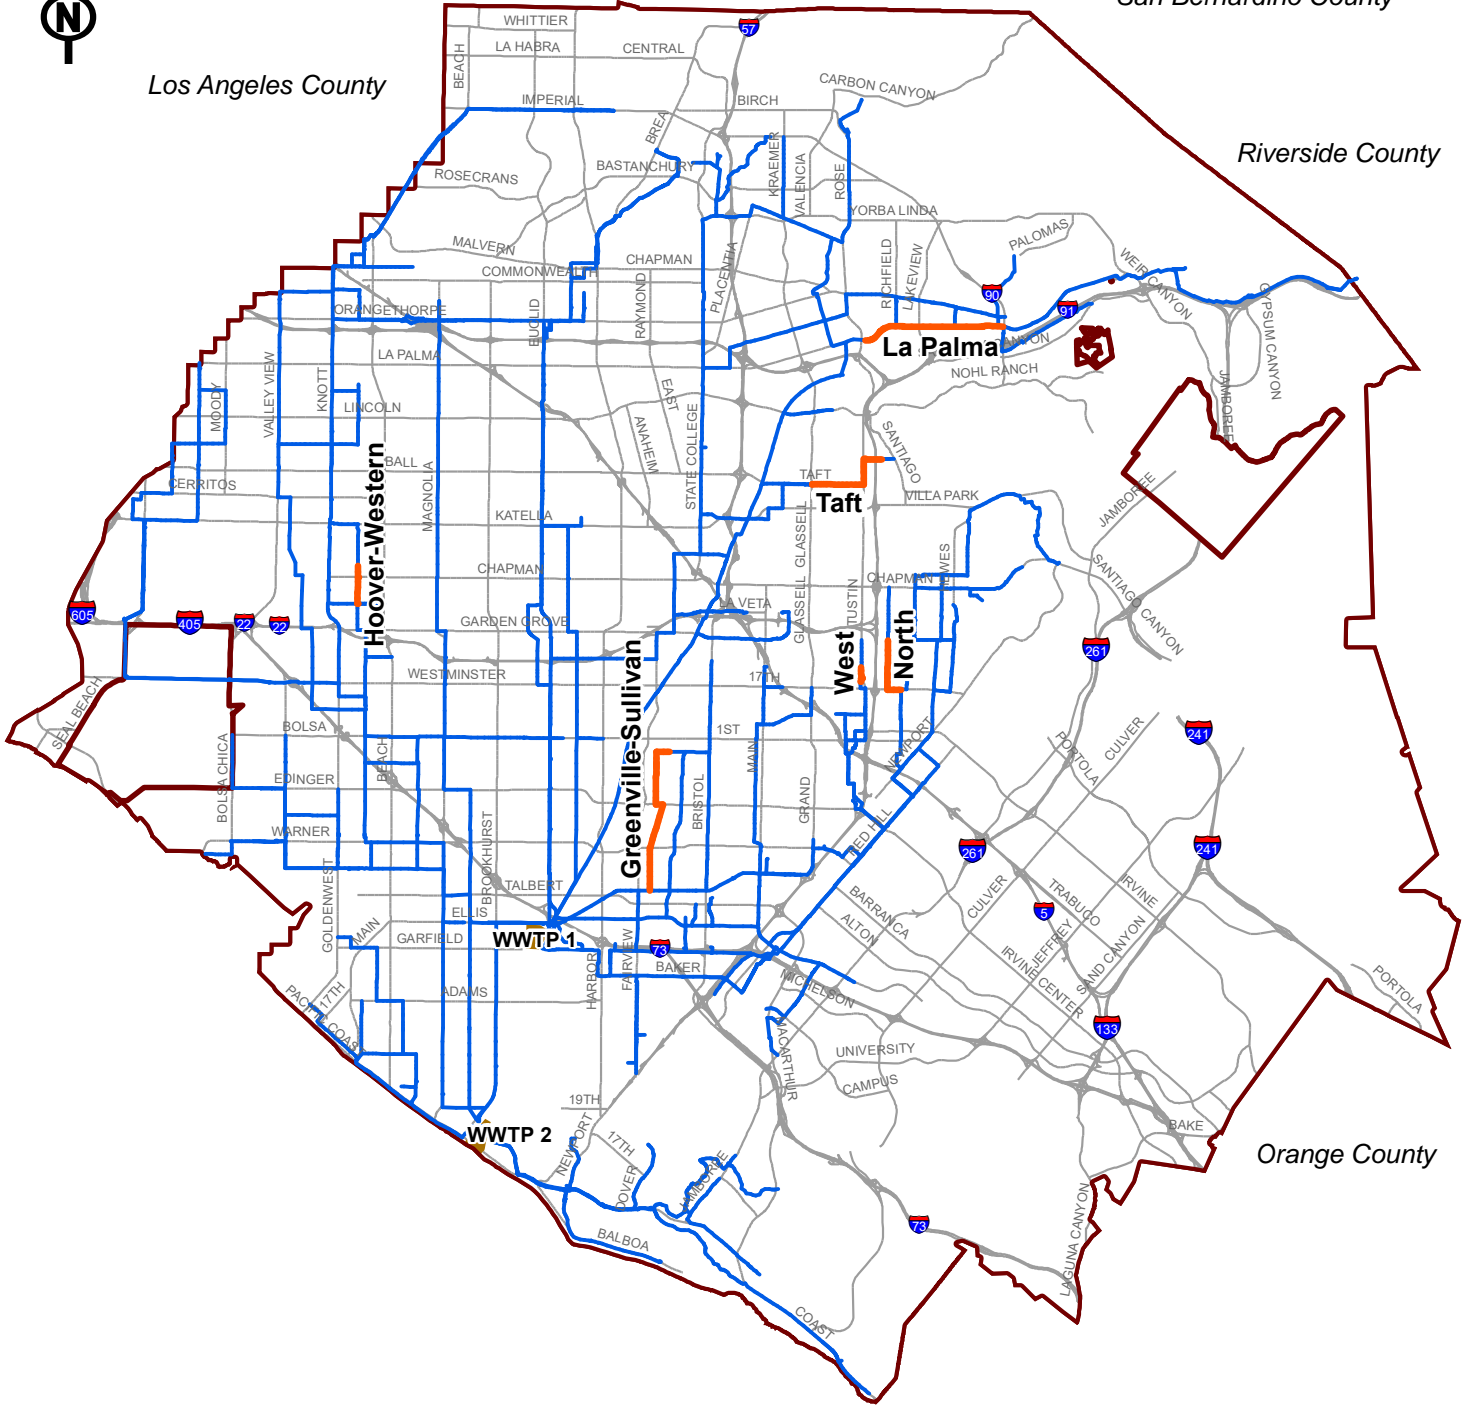 N
San Bernardino County
Los Angeles County
Riverside County
Orange County
WHITTIER
LA HABRA
CENTRAL
BEACH
57
IMPERIAL
BIRCH
CARBON CANYON
BREA
ROSECRANS
BASTANCHURY
KRAEMER
VALENCIA
ROSE
YORBA LINDA
MALVERN
CHAPMAN
COMMONWEALTH
PLACENTIA
RICHFIELD
LAKEVIEW
PALOMAS
WEIR CANYON
GYPSUM CANYON
90
91
ORANGETHORPE
EUCLID
RAYMOND
LA PALMA
La Palma
CANYON
NOHL RANCH
JAMBOREE
MOODY
VALLEY VIEW
KNOTT
LINCOLN
EAST
ANAHEIM
STATE COLLEGE
SANTIAGO
BALL
CERRITOS
MAGNOLIA
KATELLA
TAFT
Taft
VILLA PARK
JAMBOREE
GLASSELL
Hoover-Western
CHAPMAN
CHAPMAN
HEWES
SANTIAGO CANYON
605
405
22
22
GARDEN GROVE
LA VETA
GLASSELL
TUSTIN
261
West
North
SEAL BEACH
WESTMINSTER
17TH
Greenville-Sullivan
BOLSA
1ST
NEWPORT
CULVER
PORTOLA
241
BOLSA CHICA
BEACH
MAIN
EDINGER
BRISTOL
GRAND
WARNER
BROOKHURST
RED HILL
261
241
GOLDENWEST
TALBERT
BARRANCA
CULVER
TRABUCO
IRVINE
5
ELLIS
ALTON
MAIN
GARFIELD
WWTP 1
73
BAKER
FAIRVIEW
HARBOR
JEFFREY
SAND CANYON
IRVINE CENTER
MICHELSON
PORTOLA
ADAMS
17TH
PACIFIC COAST
MACARTHUR
133
UNIVERSITY
CAMPUS
19TH
WWTP 2
NEWPORT
17TH
DOVER
JAMBOREE
BAKE
BALBOA
73
LAGUNA CANYON
COAST